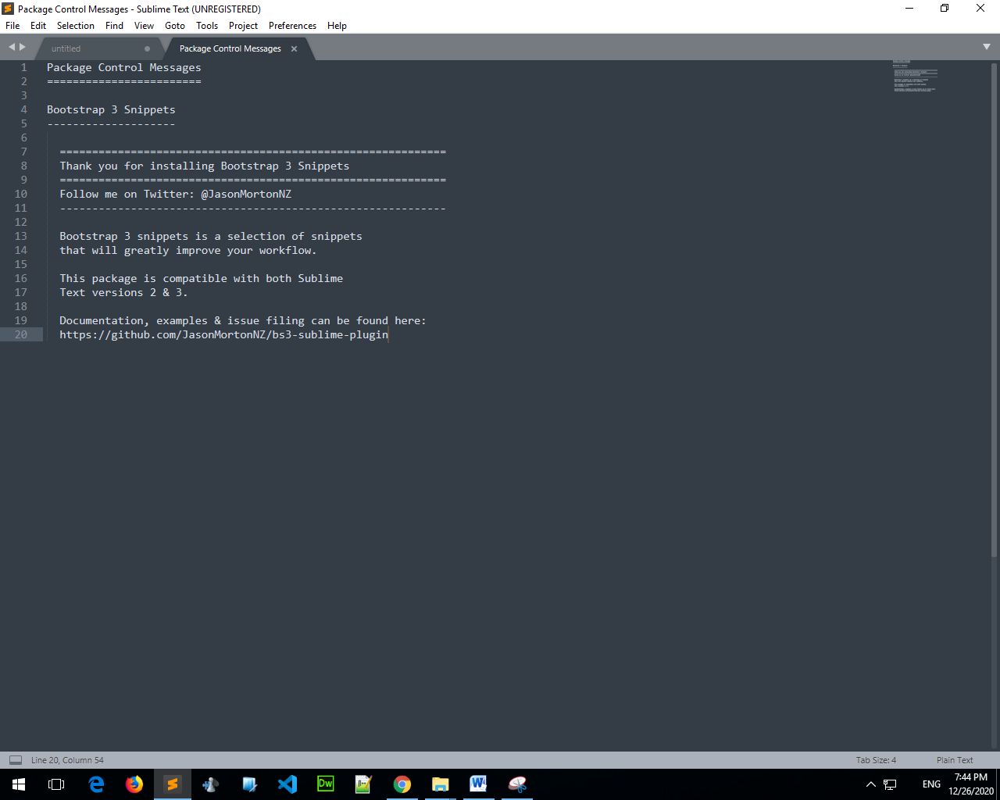 Package Control Messages - Sublime Text (UNREGISTERED)
File Edit Selection Find View Goto Tools Project Preferences Help
untitled
Package Control Messages
1 Package Control Messages
2 ========================
3
4 Bootstrap 3 Snippets
5 --------------------
6
7 ============================================================
8 Thank you for installing Bootstrap 3 Snippets
9 ============================================================
10 Follow me on Twitter: @JasonMortonNZ
11 ------------------------------------------------------------
12
13 Bootstrap 3 snippets is a selection of snippets
14 that will greatly improve your workflow.
15
16 This package is compatible with both Sublime
17 Text versions 2 & 3.
18
19 Documentation, examples & issue filing can be found here:
20 https://github.com/JasonMortonNZ/bs3-sublime-plugin
Line 20, Column 54
Tab Size: 4
Plain Text
Dw
ENG
7:44 PM
12/26/2020